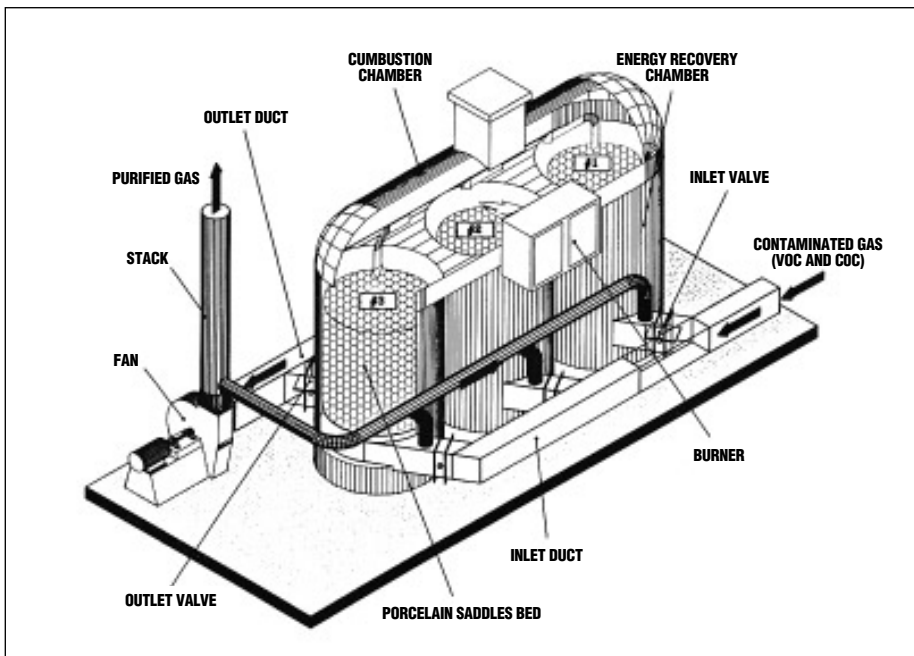 CUMBUSTION
CHAMBER
ENERGY RECOVERY
CHAMBER
OUTLET DUCT
PURIFIED GAS
INLET VALVE
STACK
CONTAMINATED GAS
(VOC AND COC)
#1
#2
#3
FAN
BURNER
INLET DUCT
OUTLET VALVE
PORCELAIN SADDLES BED